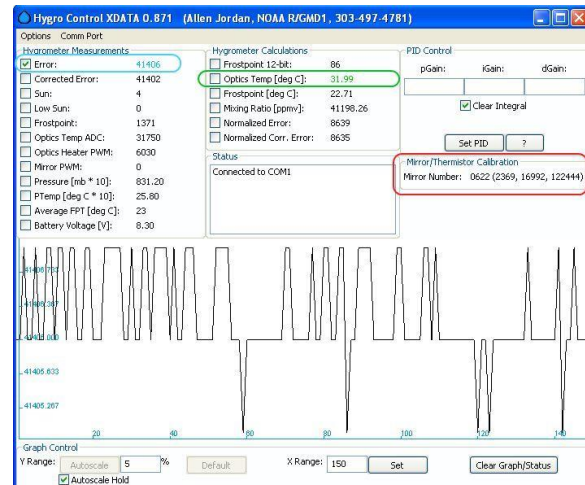 Hygro Control XDATA 0.871 (Allen Jordan, NOAA R/GMD1, 303-497-4781)
Options Comm Port
Hygrometer Measurements
Error: 41406
Corrected Error: 41402
Sun: 4
Low Sun: 0
Frostpoint: 1371
Optics Temp ADC: 31750
Optics Heater PWM: 6030
Mirror PWM: 0
Pressure [mb * 10]: 831.20
PTemp [deg C * 10]: 25.80
Average FPT [deg C]: 23
Battery Voltage [V]: 8.30
Hygrometer Calculations
Frostpoint 12-bit: 86
Optics Temp [deg C]: 31.99
Frostpoint [deg C]: 22.71
Mixing Ratio [ppmv]: 41198.26
Normalized Error: 8639
Normalized Corr. Error: 8635
Status
Connected to COM1
PID Control
pGain: iGain: dGain:
Clear Integral
Set PID ?
Mirror/Thermistor Calibration
Mirror Number: 0622 (2369, 16992, 122444)
41406.733
41406.367
41406.000
41405.633
41405.267
20 40 60 80 100 120 140
Graph Control
Y Range: Autoscale 5 % Default X Range: 150 Set Clear Graph/Status
Autoscale Hold